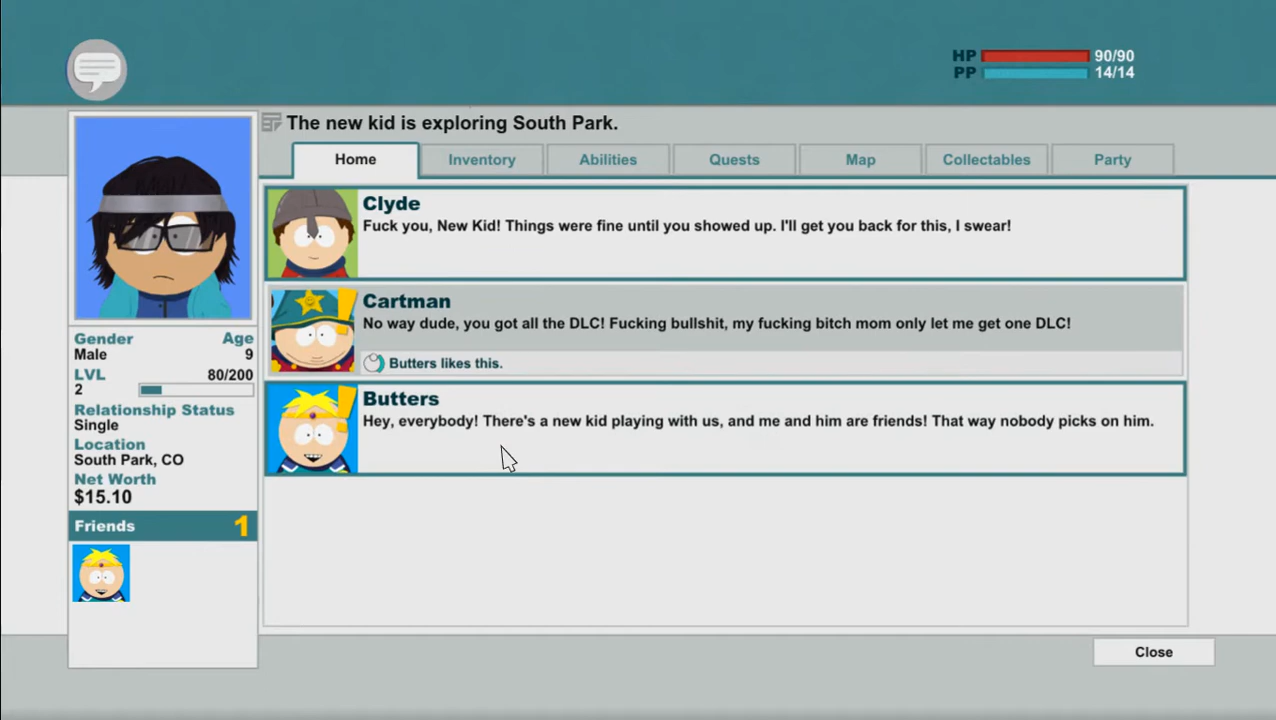 HP 90/90
PP 14/14
The new kid is exploring South Park.
Home Inventory Abilities Quests Map Collectables Party
Clyde
Fuck you, New Kid! Things were fine until you showed up. I'll get you back for this, I swear!
Cartman
No way dude, you got all the DLC! Fucking bullshit, my fucking bitch mom only let me get one DLC!
Butters likes this.
Butters
Hey, everybody! There's a new kid playing with us, and me and him are friends! That way nobody picks on him.
Gender Age
Male 9
LVL 80/200
2
Relationship Status
Single
Location
South Park, CO
Net Worth
$15.10
Friends 1
Close